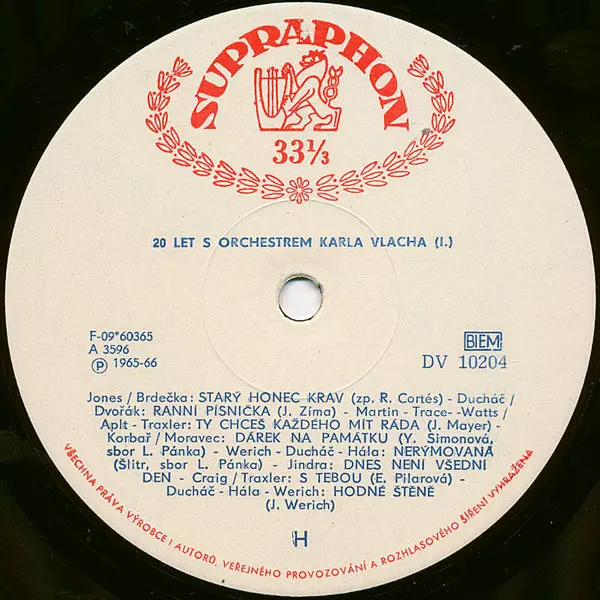 SUPRAPHON
33⅓
20 LET S ORCHESTREM KARLA VLACHA (I.)
F-09*60365
A 3596
Ⓟ 1965-66
BIEM
DV 10204
Jones / Brdečka: STARÝ HONEC KRAV (zp. R. Cortés) - Ducháč /
Dvořák: RANNÍ PÍSNIČKA (J. Zíma) - Martin - Trace- -Watts /
Aplt - Traxler: TY CHCEŠ KAŽDÉHO MÍT RÁDA (J. Mayer) -
Korbař / Moravec: DÁREK NA PAMÁTKU (Y. Simonová,
sbor L. Pánka) - Werich - Ducháč - Hála: NERÝMOVANÁ
(Šlitr, sbor L. Pánka) - Jindra: DNES NENÍ VŠEDNÍ
DEN - Craig / Traxler: S TEBOU (E. Pilarová) -
Ducháč - Hála - Werich: HODNÉ ŠTĚNĚ
(J. Werich)
H
VŠECHNA PRÁVA VÝROBCE I AUTORŮ, VEŘEJNÉHO PROVOZOVÁNÍ A ROZHLASOVÉHO ŠÍŘENÍ VYHRAŽENA